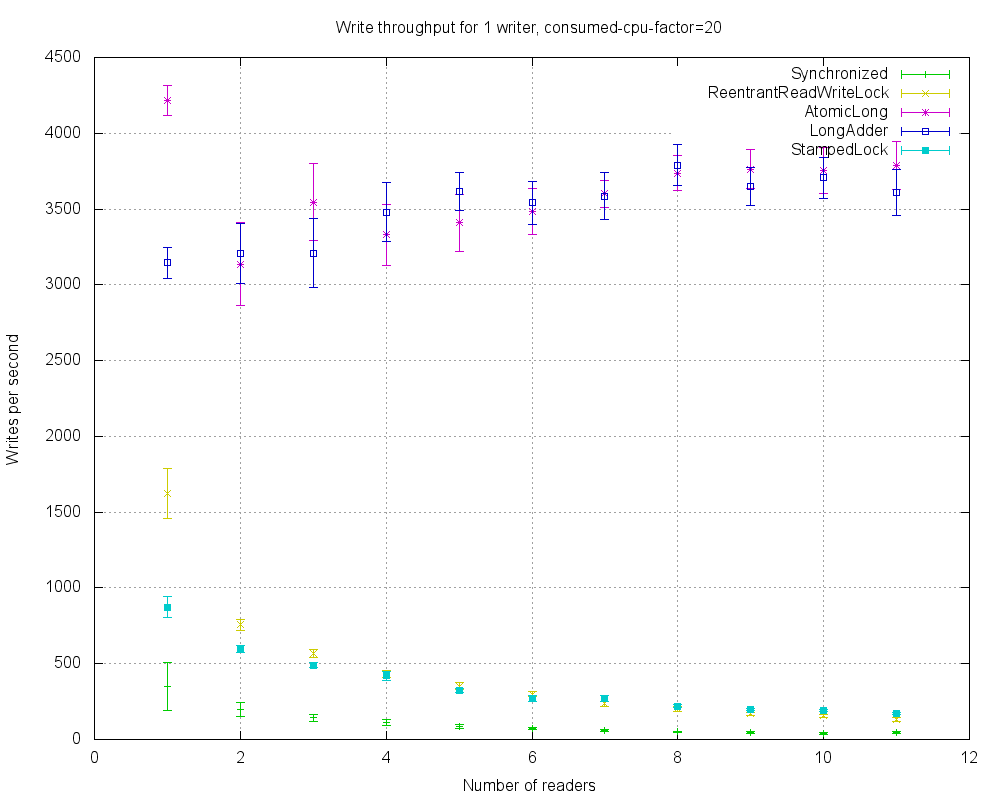 Write throughput for 1 writer, consumed-cpu-factor=20
4500
4000
3500
3000
2500
2000
1500
1000
500
0
Writes per second
Synchronized
ReentrantReadWriteLock
AtomicLong
LongAdder
StampedLock
0 2 4 6 8 10 12
Number of readers